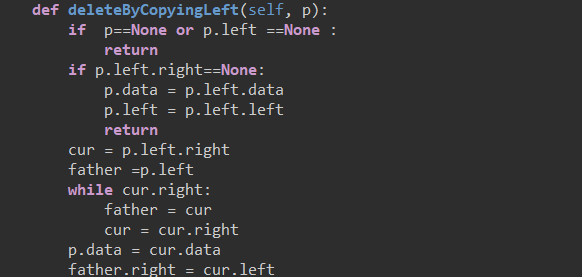 def deleteByCopyingLeft(self, p):
    if  p==None or p.left ==None :
        return
    if p.left.right==None:
        p.data = p.left.data
        p.left = p.left.left
        return
    cur = p.left.right
    father =p.left
    while cur.right:
        father = cur
        cur = cur.right
    p.data = cur.data
    father.right = cur.left